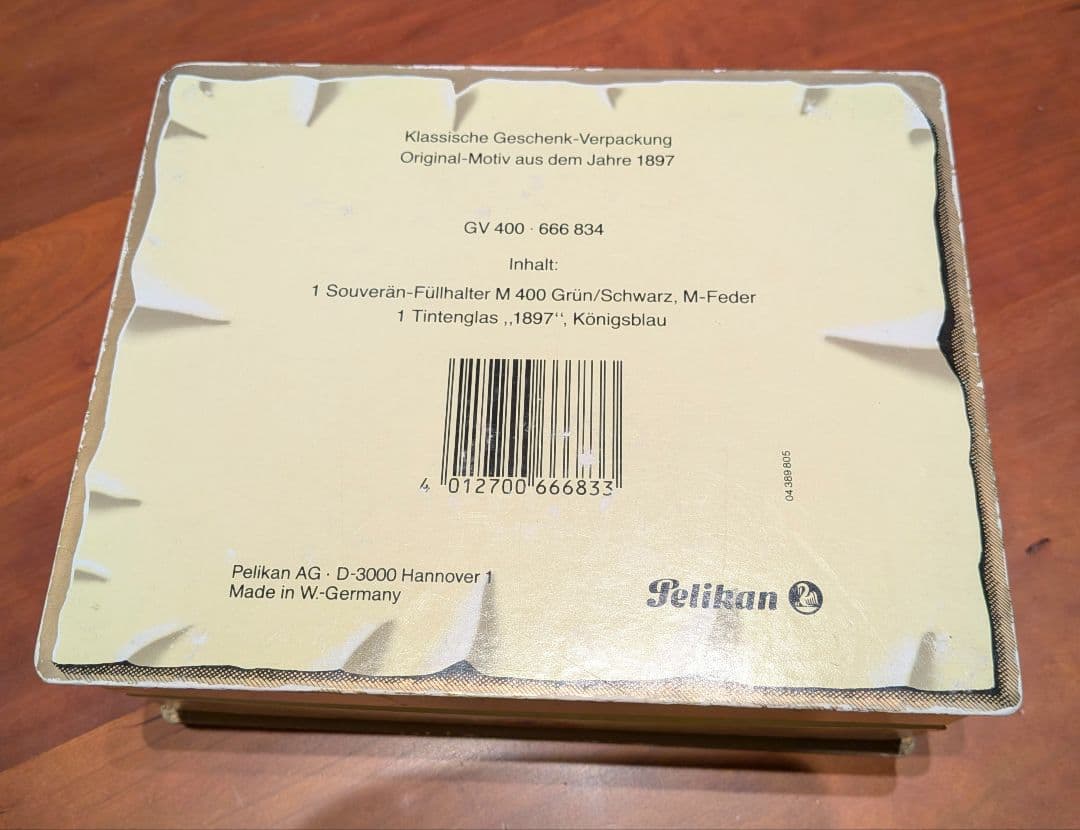 Klassische Geschenk-Verpackung
Original-Motiv aus dem Jahre 1897
GV 400 · 666 834
Inhalt:
1 Souverän-Füllhalter M 400 Grün/Schwarz, M-Feder
1 Tintenglas ,,1897‘‘, Königsblau
4 012700 666833
04 389 805
Pelikan AG · D-3000 Hannover 1
Made in W.-Germany
Pelikan